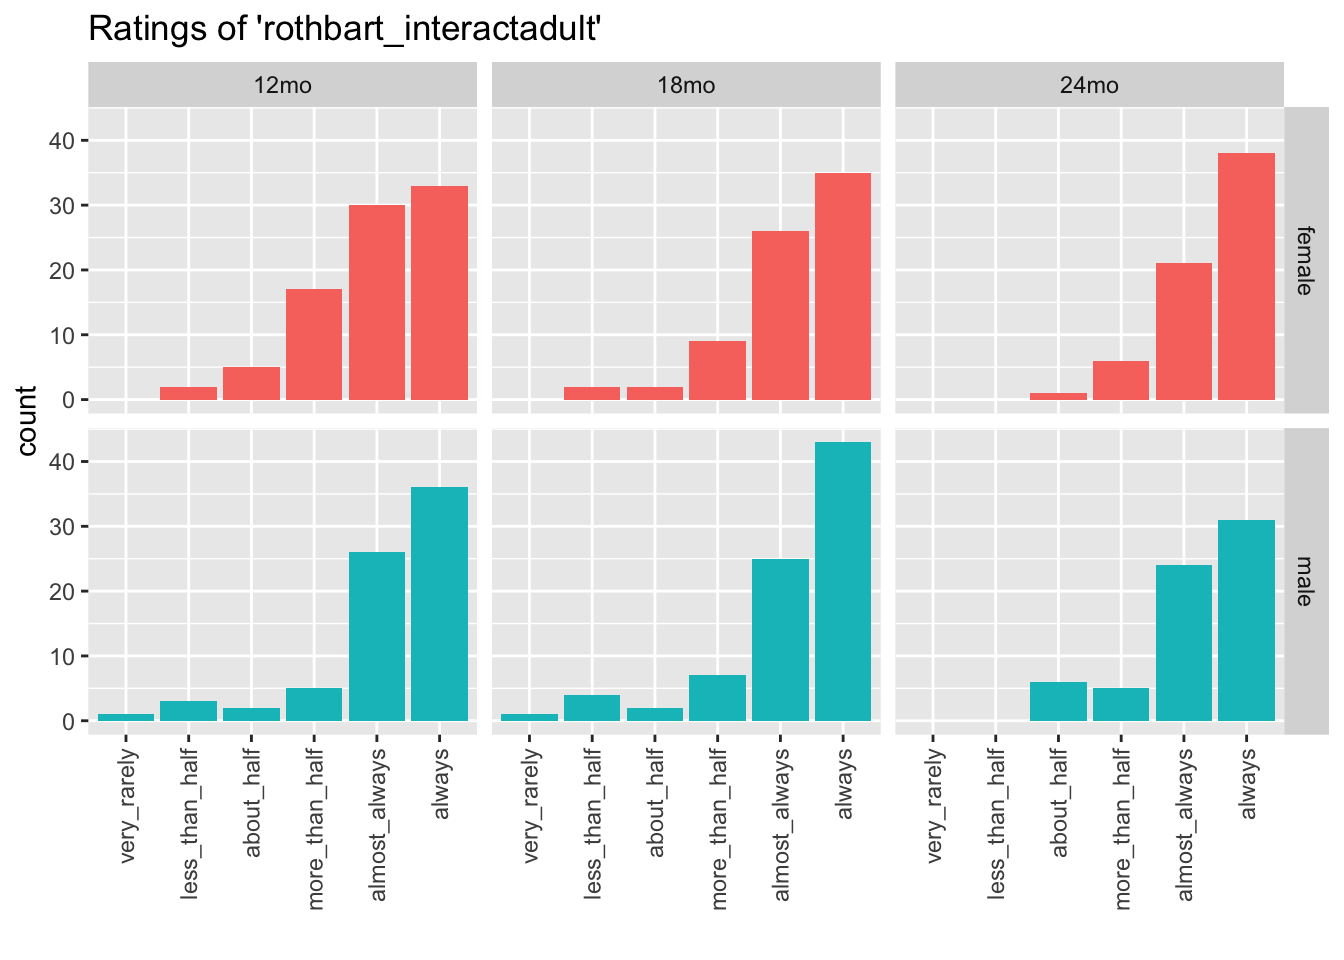 Ratings of 'rothbart_interactadult'
12mo 18mo 24mo
40
30
20
10
0
female
count
40
30
20
10
0
male
very_rarely
less_than_half
about_half
more_than_half
almost_always
always
very_rarely
less_than_half
about_half
more_than_half
almost_always
always
very_rarely
less_than_half
about_half
more_than_half
almost_always
always